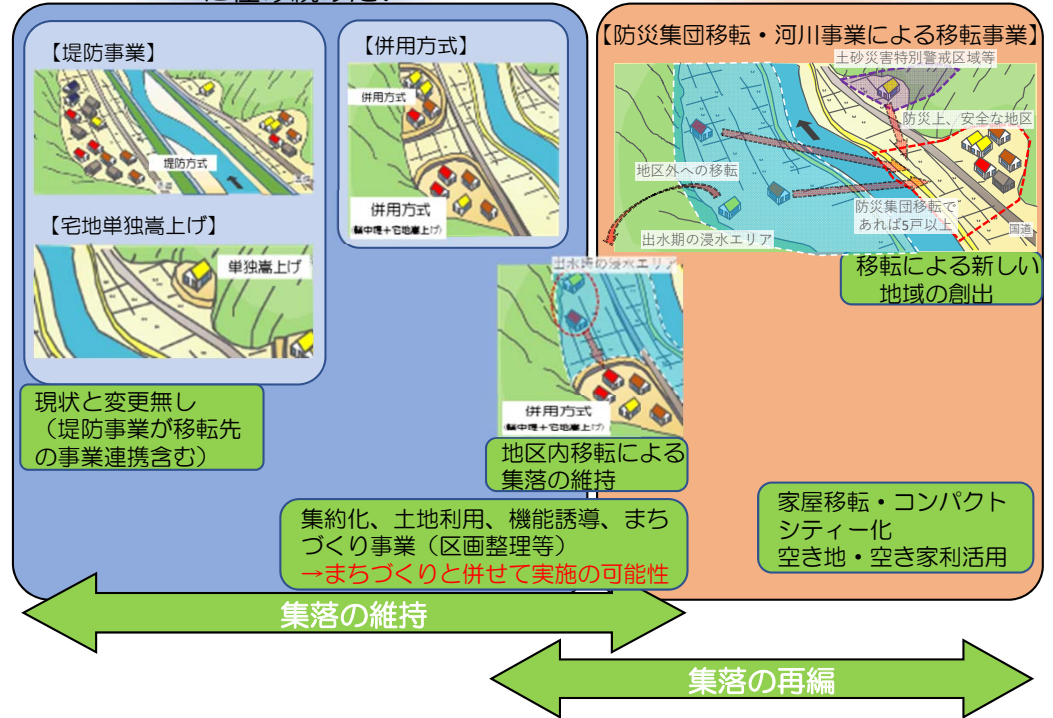 【堤防事業】
堤防方式
【宅地単独嵩上げ】
単独嵩上げ
現状と変更無し
（堤防事業が移転先
の事業連携含む）
【併用方式】
併用方式
併用方式
(輪中堤+宅地嵩上げ)
出水時の浸水エリア
併用方式
(輪中堤+宅地嵩上げ)
地区内移転による
集落の維持
集約化、土地利用、機能誘導、まち
づくり事業（区画整理等）
→まちづくりと併せて実施の可能性
【防災集団移転・河川事業による移転事業】
土砂災害特別警戒区域等
防災上、安全な地区
地区外への移転
防災集団移転で
あれば5戸以上
国道
出水期の浸水エリア
移転による新しい
地域の創出
家屋移転・コンパクト
シティー化
空き地・空き家利活用
集落の維持
集落の再編